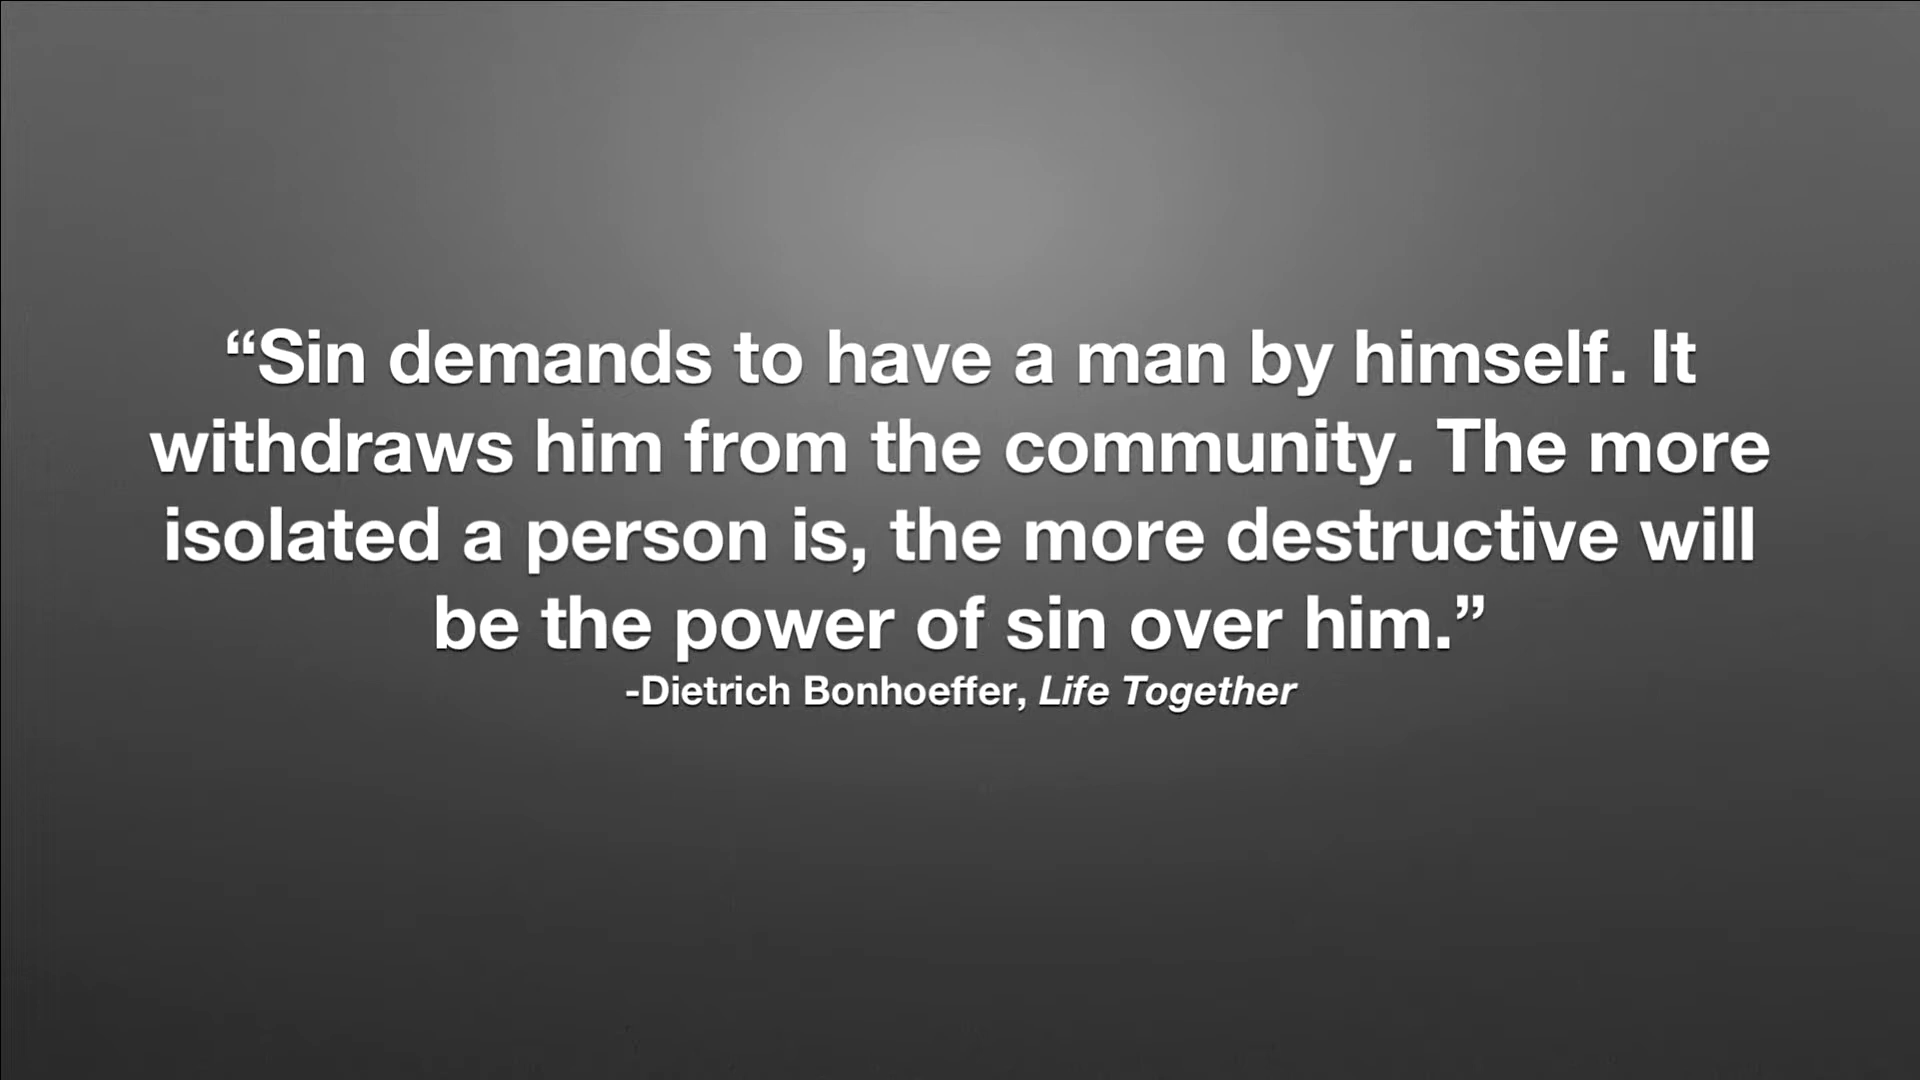 “Sin demands to have a man by himself. It
withdraws him from the community. The more
isolated a person is, the more destructive will
be the power of sin over him.”
-Dietrich Bonhoeffer, Life Together